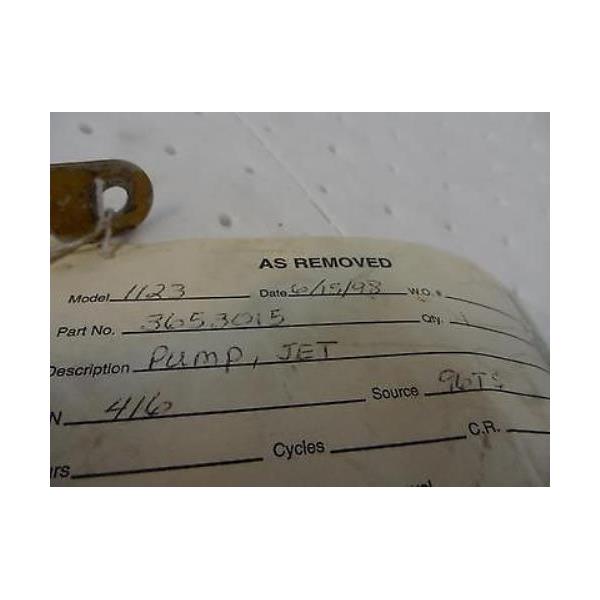 AS REMOVED
Model 1123 Date 6/15/98 W.O.#
Part No. 3653015 Qty. 1
Description PUMP, JET
N 416 Source 96TS
rs Cycles C.R.